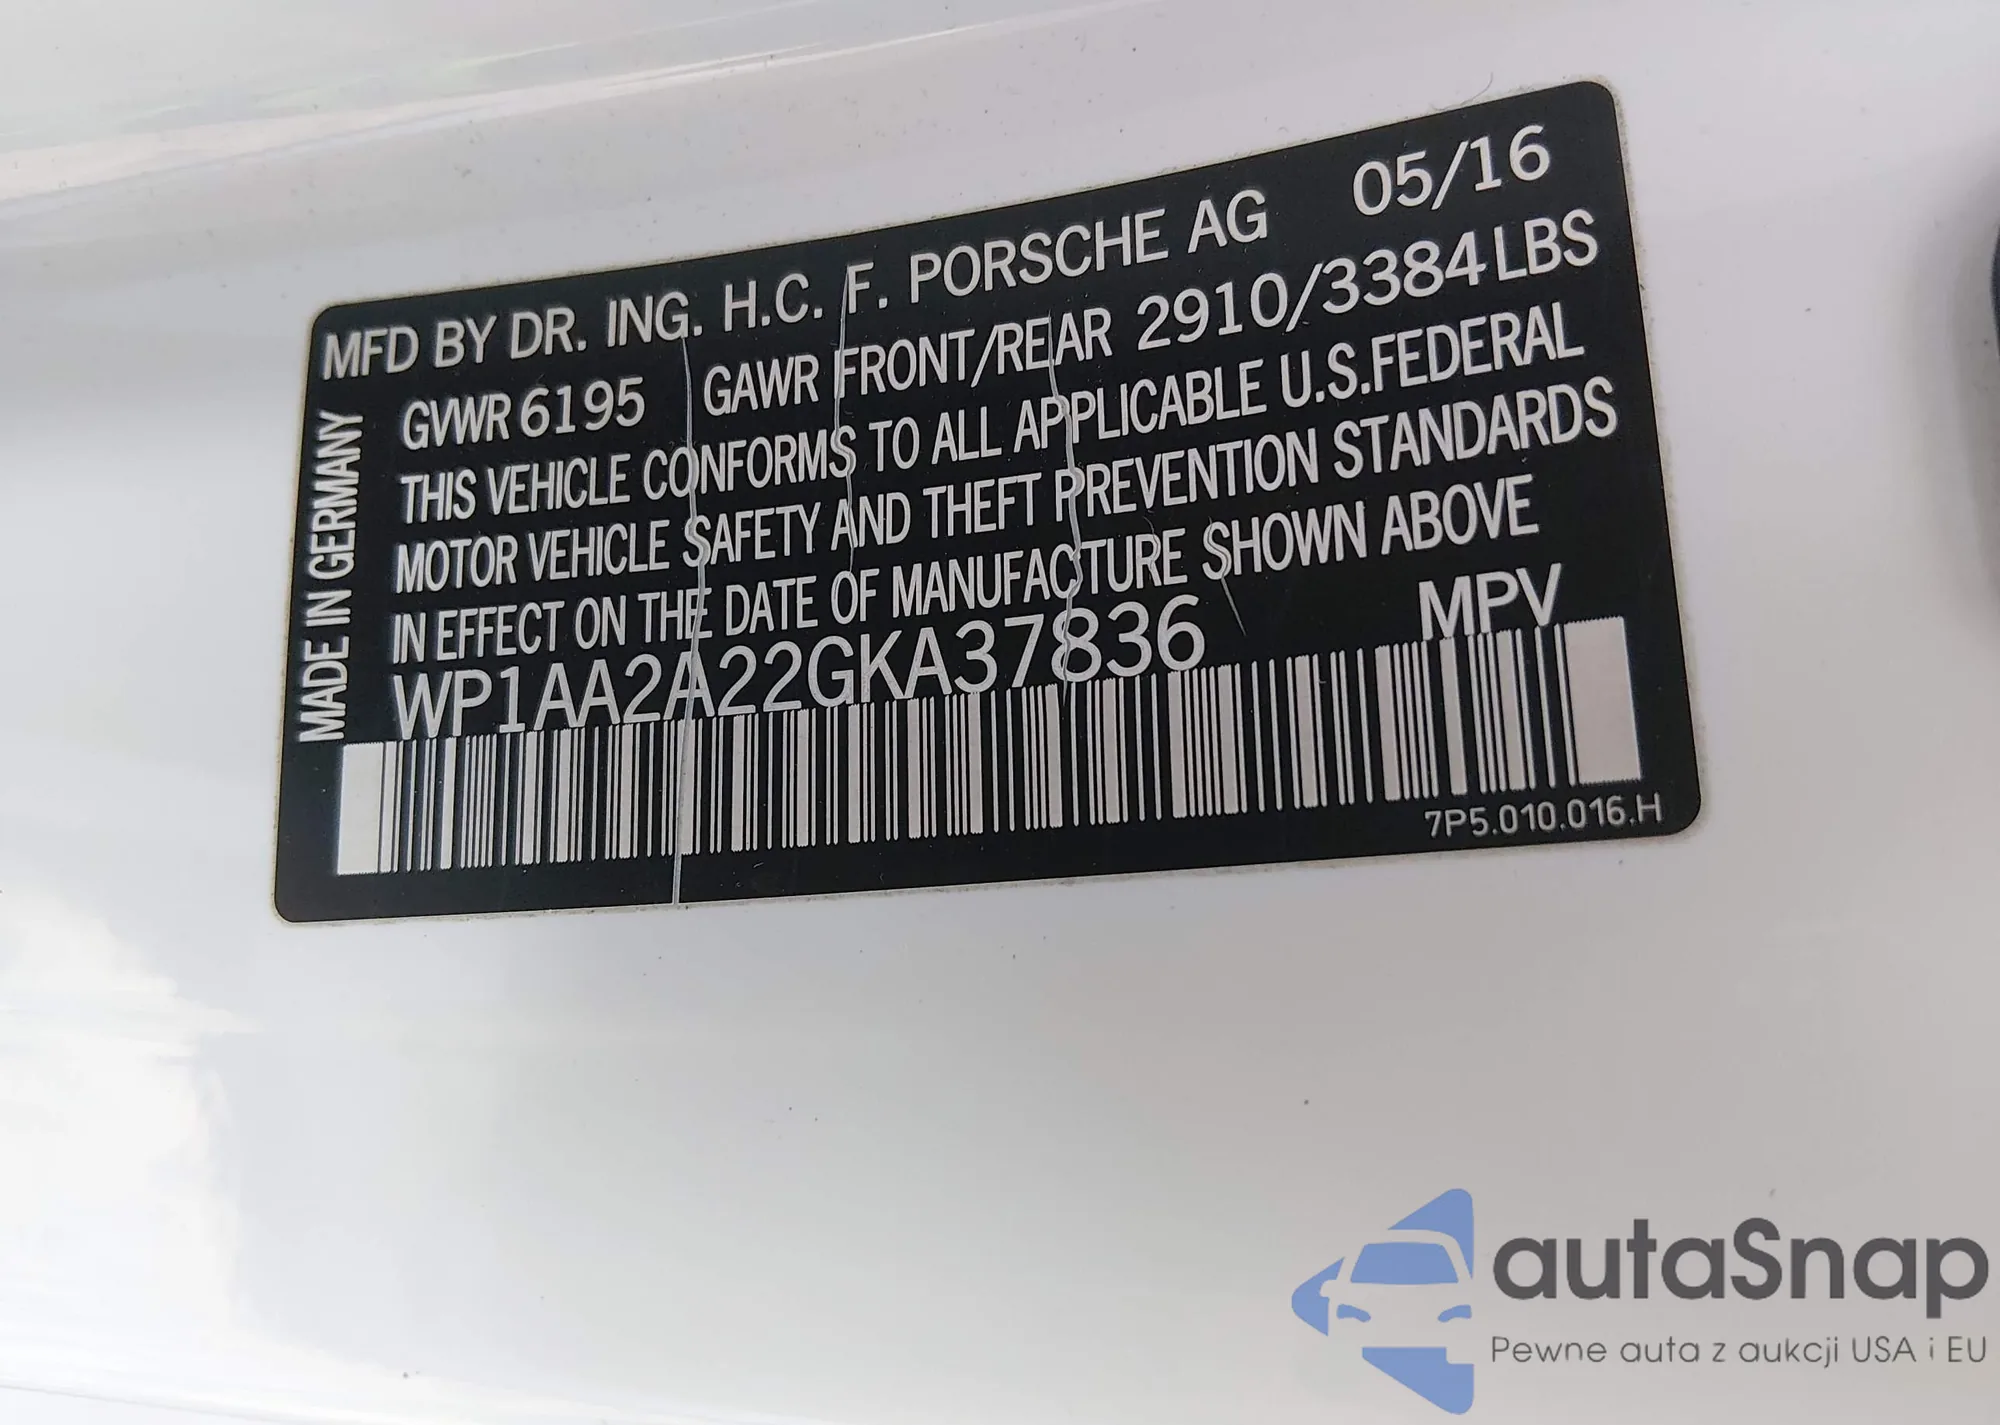 MFD BY DR. ING. H.C. F. PORSCHE AG 05/16
GVWR 6195 GAWR FRONT/REAR 2910/3384LBS
THIS VEHICLE CONFORMS TO ALL APPLICABLE U.S.FEDERAL
MOTOR VEHICLE SAFETY AND THEFT PREVENTION STANDARDS
IN EFFECT ON THE DATE OF MANUFACTURE SHOWN ABOVE
WP1AA2A22GKA37836 MPV
MADE IN GERMANY
7P5.010.016.H
autaSnap
Pewne auta z aukcji USA i EU